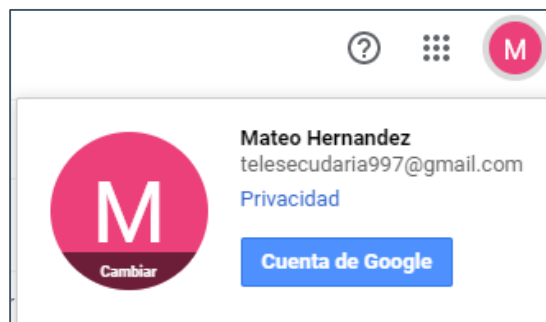 M
Mateo Hernandez
telesecudaria997@gmail.com
Privacidad
M
Cambiar
Cuenta de Google